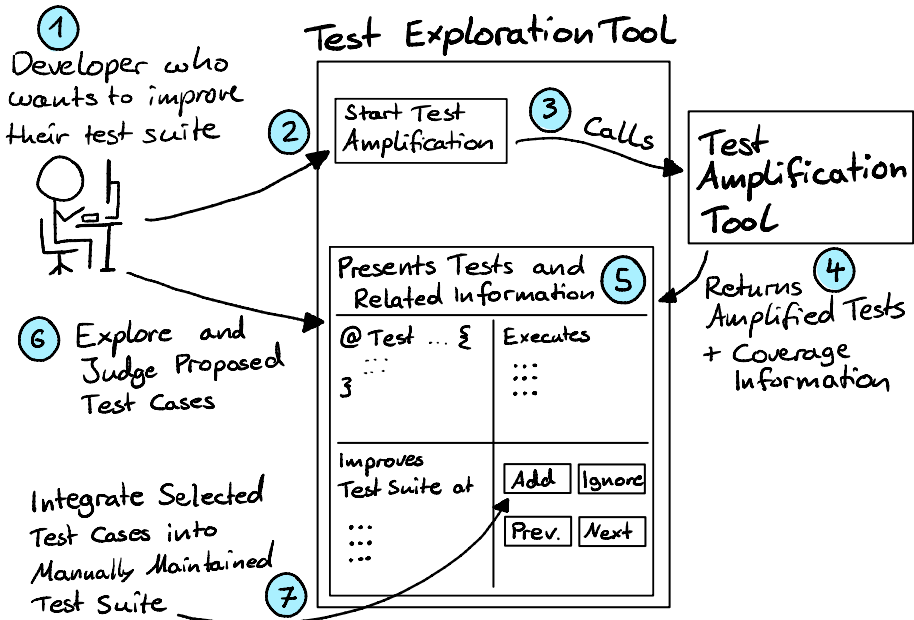 Test Exploration Tool
1
Developer who
wants to improve
their test suite
2
Start Test
Amplification
3
Calls
Test
Amplification
Tool
4
Returns
Amplified Tests
+ Coverage
Information
5
Presents Tests and
Related Information
@Test ... {
...
}
Executes
...
...
...
Improves
Test Suite at
...
...
...
Add
Ignore
Prev.
Next
6
Explore and
Judge Proposed
Test Cases
Integrate Selected
Test Cases into
Manually Maintained
Test Suite
7